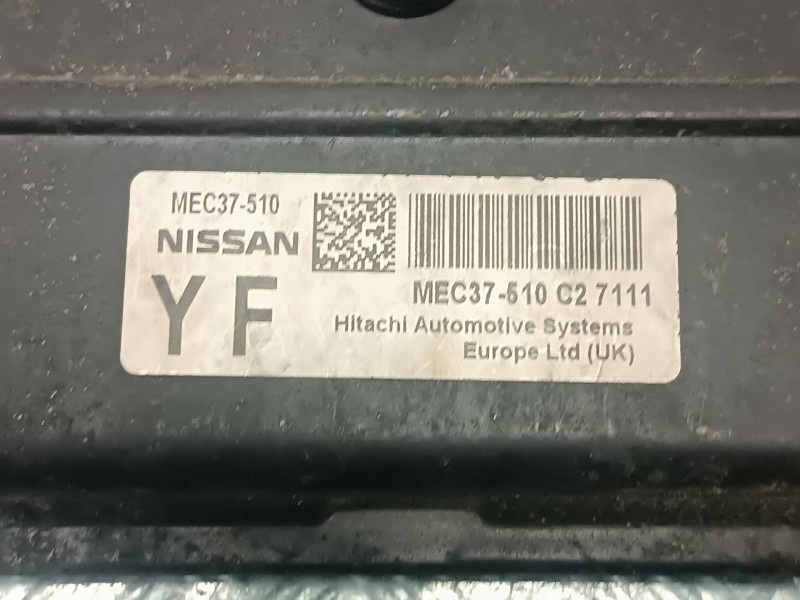 MEC37-510
NISSAN
YF
MEC37-510 C2 7111
Hitachi Automotive Systems
Europe Ltd (UK)